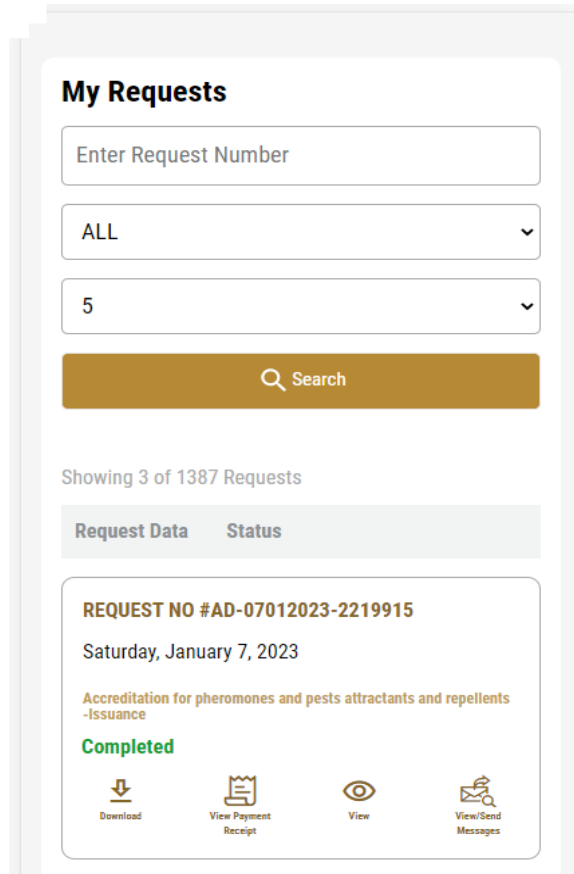 My Requests
Enter Request Number
ALL
5
Search
Showing 3 of 1387 Requests
Request Data Status
REQUEST NO #AD-07012023-2219915
Saturday, January 7, 2023
Accreditation for pheromones and pests attractants and repellents
-Issuance
Completed
Download View Payment View View/Send
Receipt Messages